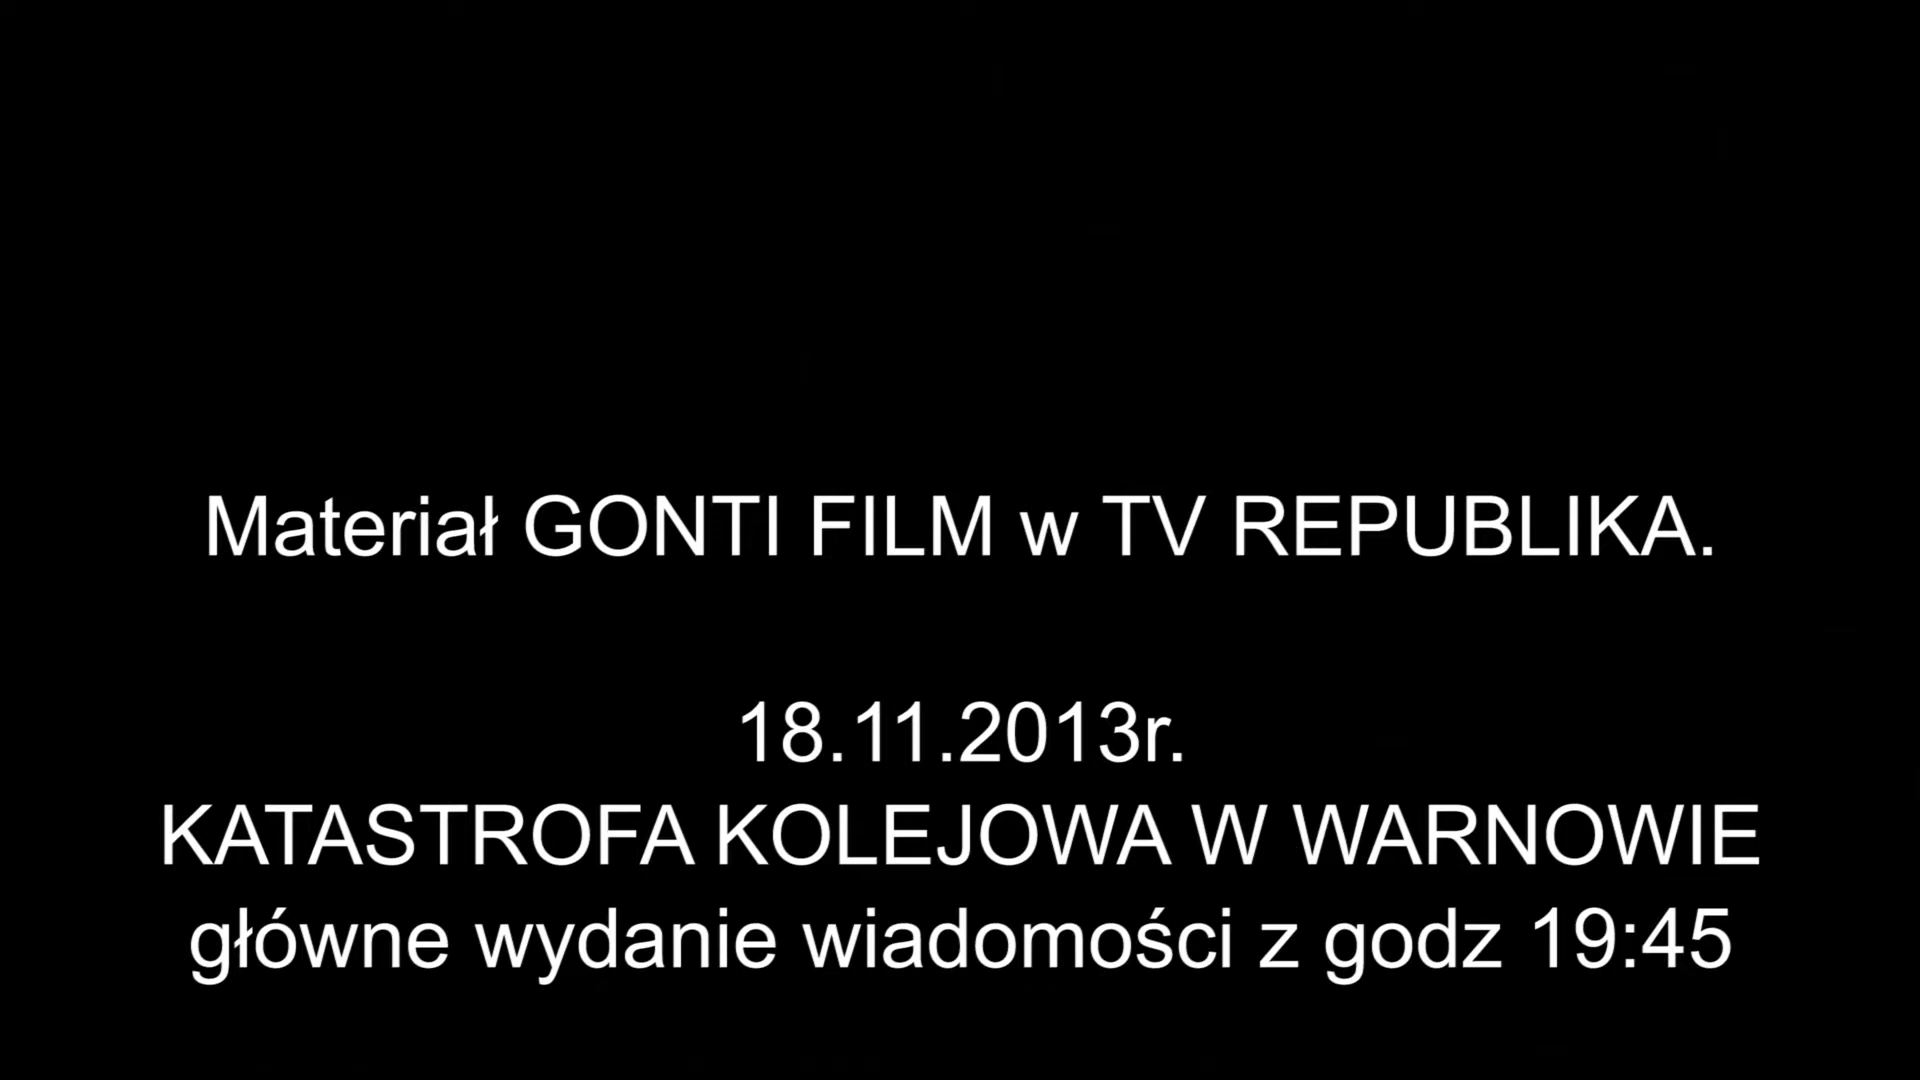 Materiał GONTI FILM w TV REPUBLIKA.
18.11.2013r.
KATASTROFA KOLEJOWA W WARNOWIE
główne wydanie wiadomości z godz 19:45